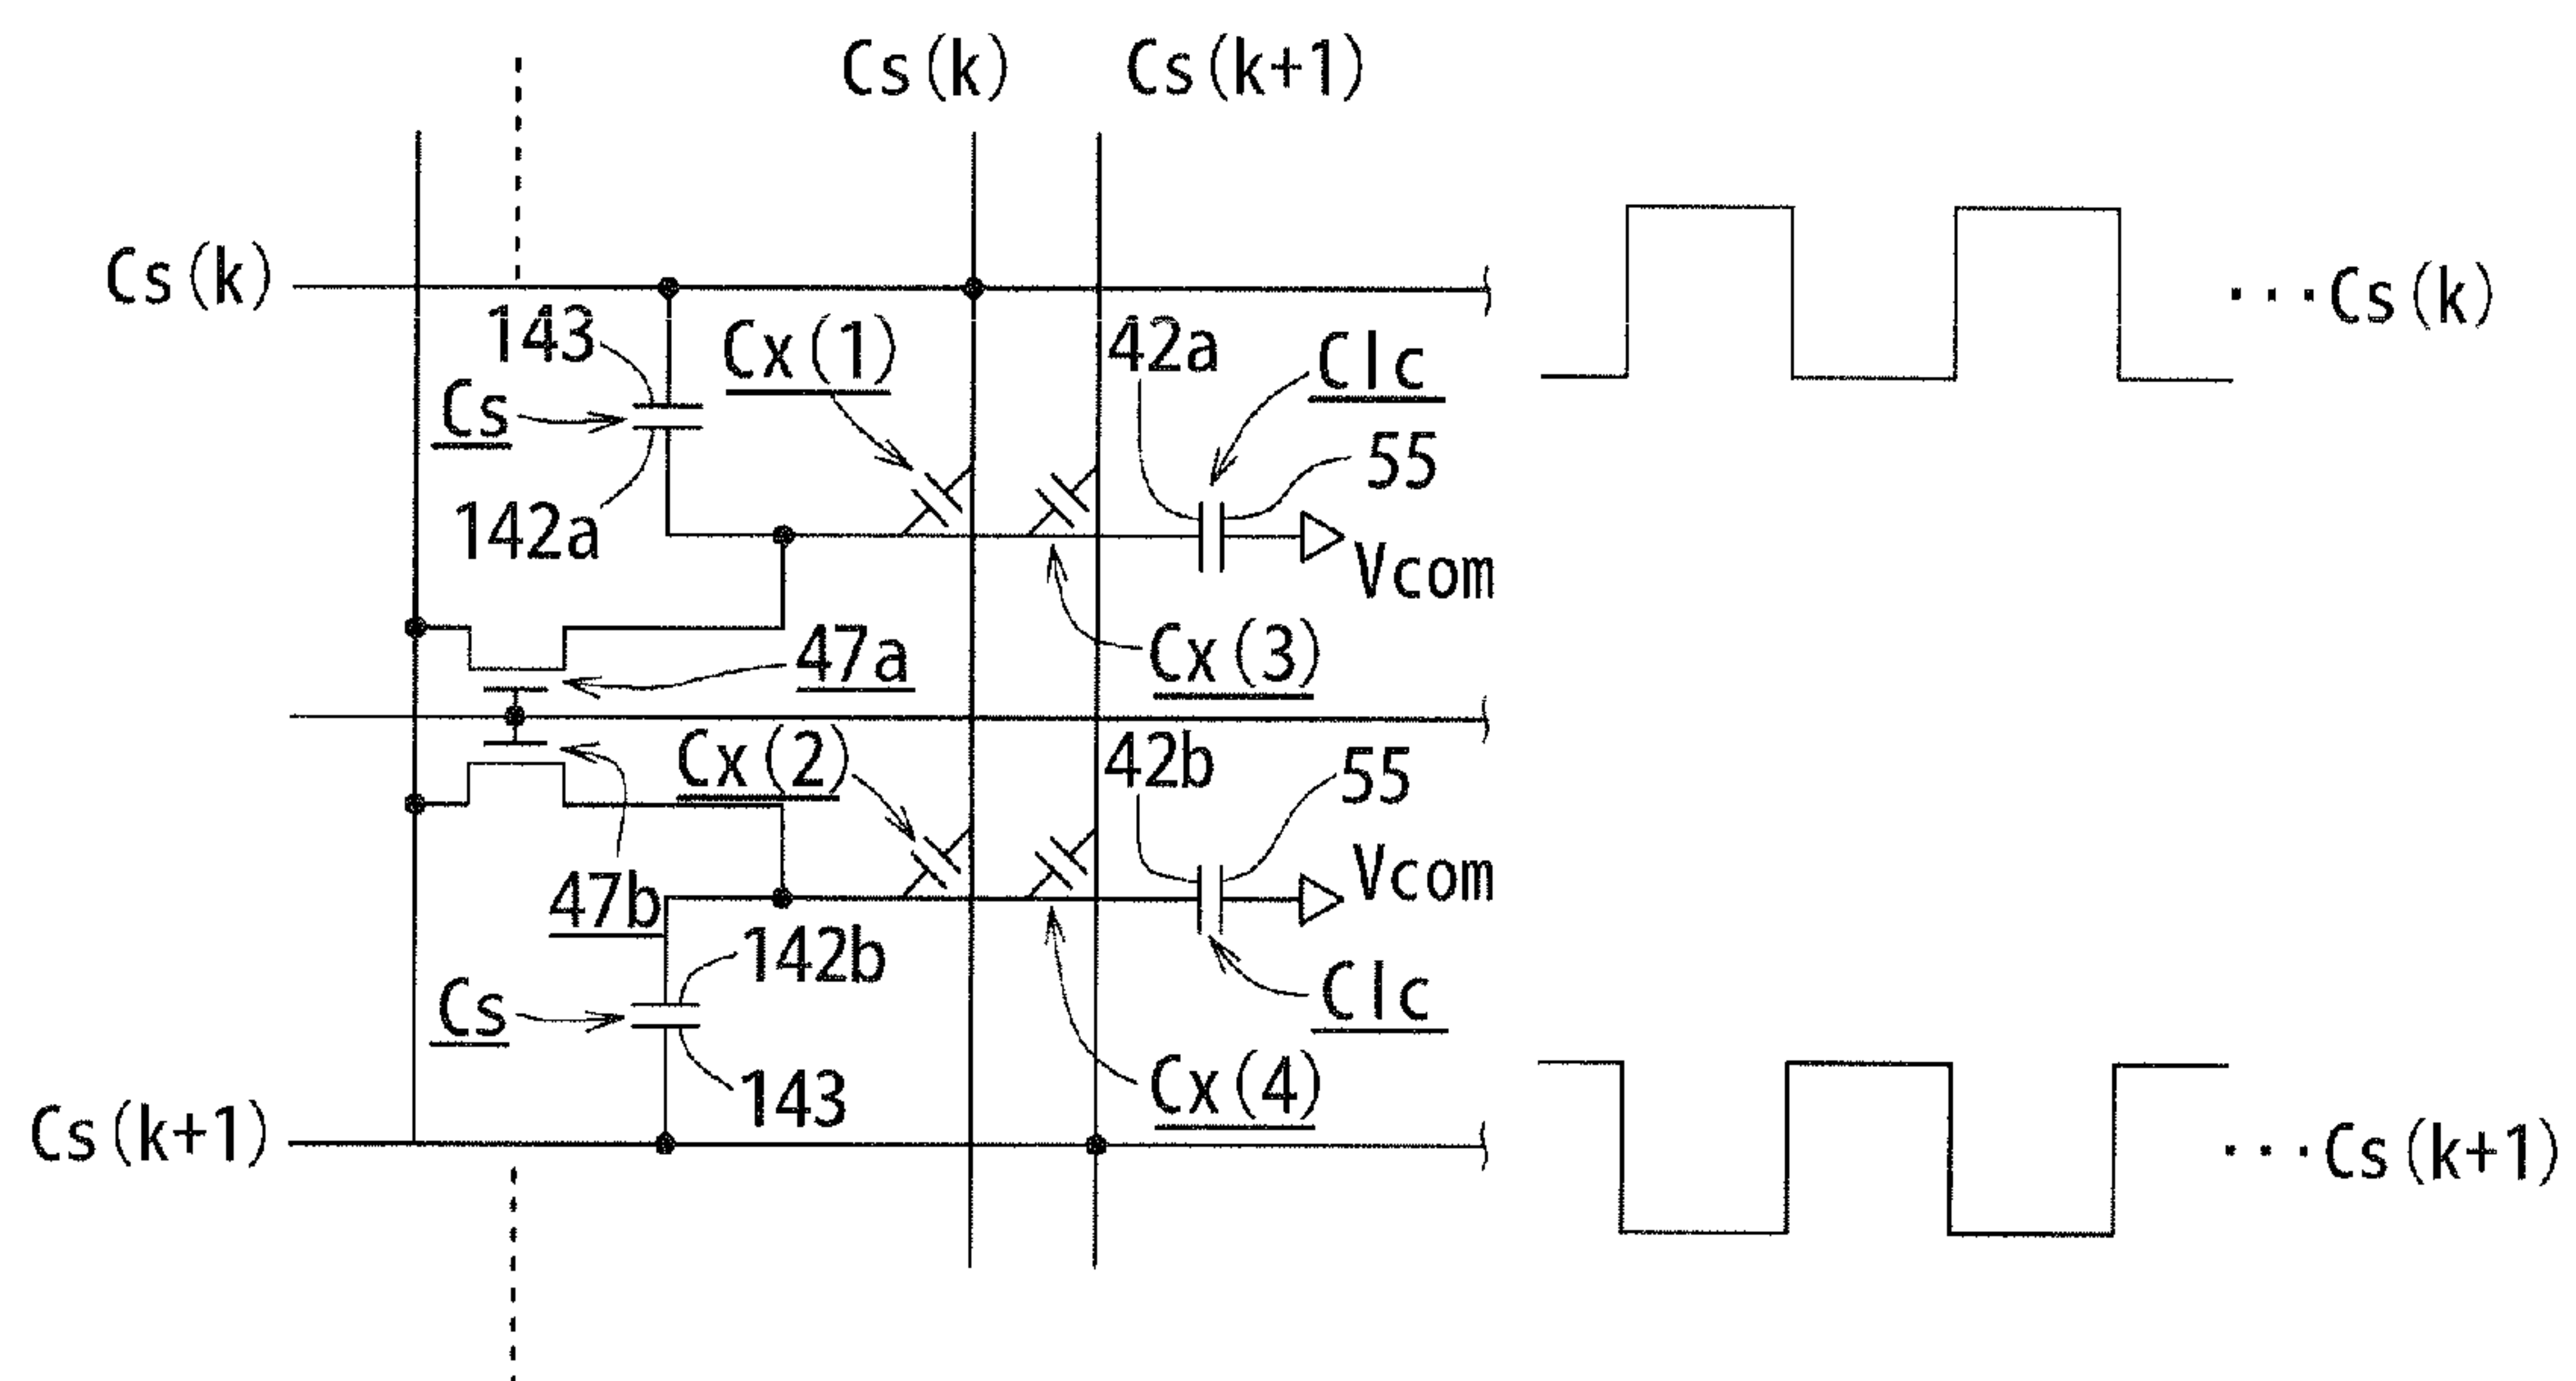 Cs(k) Cs(k+1)
Cs(k)
143
Cx(1)
42a
Clc
···Cs(k)
Cs
55
142a
Vcom
47a
Cx(3)
Cx(2)
42b
55
47b
Vcom
142b
Cs
Clc
143
Cx(4)
Cs(k+1)
···Cs(k+1)